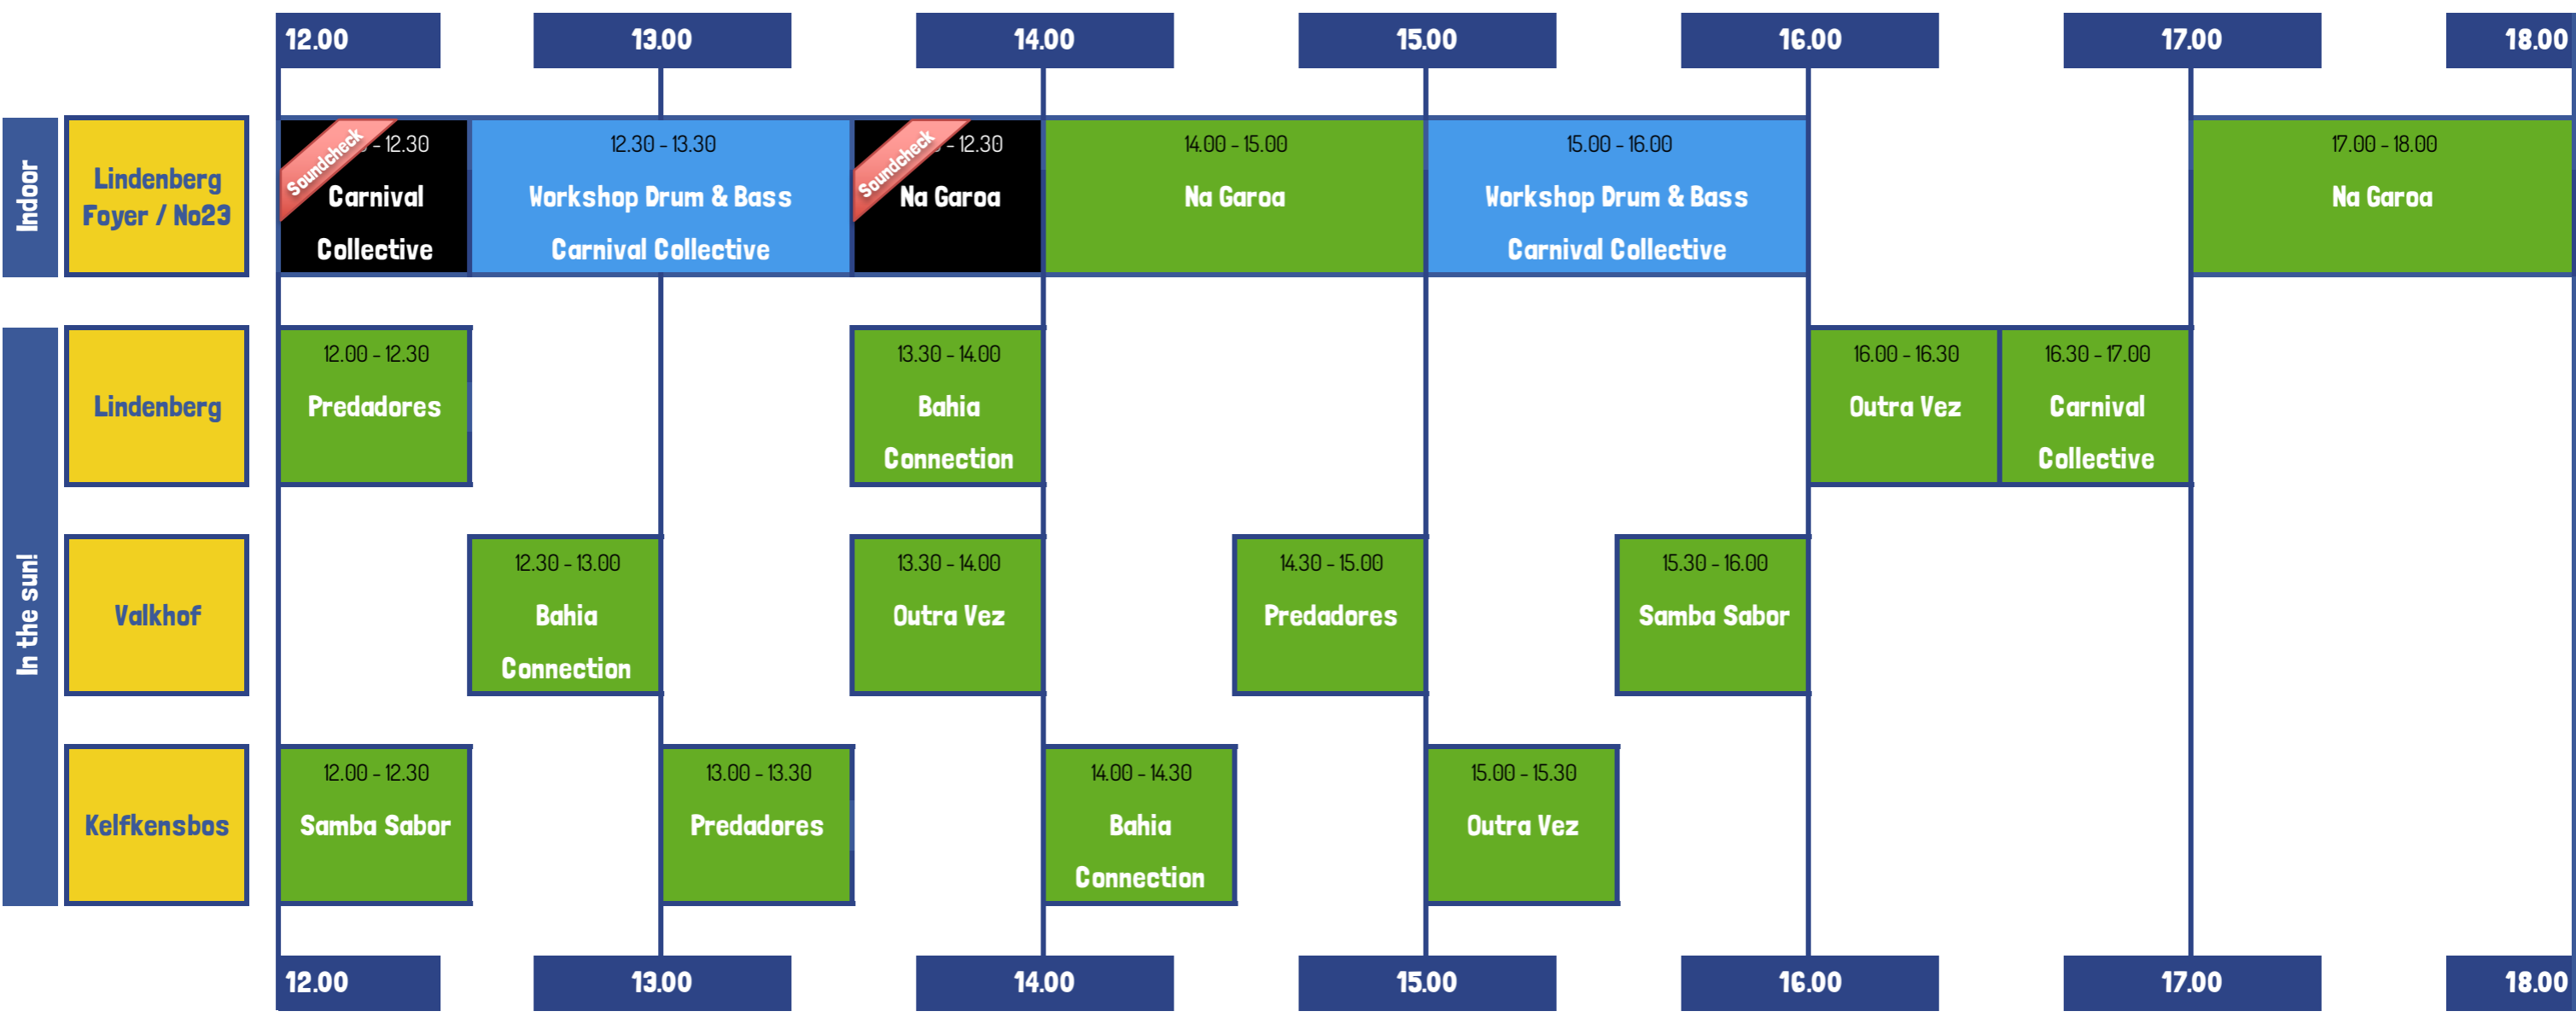 12.00
13.00
14.00
15.00
16.00
17.00
18.00
Indoor
Lindenberg
Foyer / No23
Soundcheck
- 12.30
Carnival
Collective
12.30 - 13.30
Workshop Drum & Bass
Carnival Collective
Soundcheck
- 12.30
Na Garoa
14.00 - 15.00
Na Garoa
15.00 - 16.00
Workshop Drum & Bass
Carnival Collective
17.00 - 18.00
Na Garoa
In the sun!
Lindenberg
12.00 - 12.30
Predadores
13.30 - 14.00
Bahia
Connection
16.00 - 16.30
Outra Vez
16.30 - 17.00
Carnival
Collective
Valkhof
12.30 - 13.00
Bahia
Connection
13.30 - 14.00
Outra Vez
14.30 - 15.00
Predadores
15.30 - 16.00
Samba Sabor
Kelfkensbos
12.00 - 12.30
Samba Sabor
13.00 - 13.30
Predadores
14.00 - 14.30
Bahia
Connection
15.00 - 15.30
Outra Vez
12.00
13.00
14.00
15.00
16.00
17.00
18.00